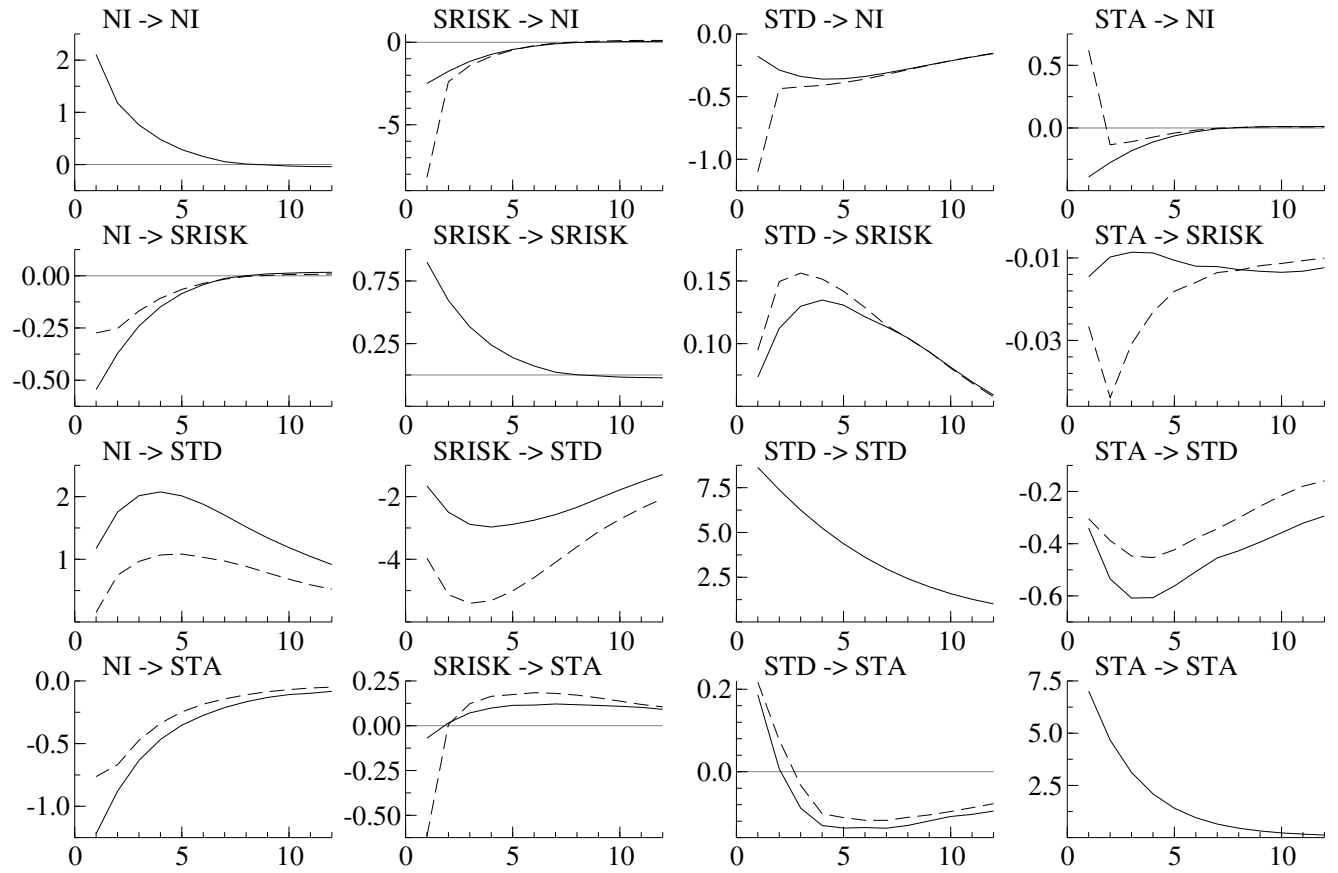 NI -> NI
2
1
0
0 5 10
SRISK -> NI
0
-5
0 5 10
STD -> NI
0.0
-0.5
-1.0
0 5 10
STA -> NI
0.5
0.0
0 5 10
NI -> SRISK
0.00
-0.25
-0.50
0 5 10
SRISK -> SRISK
0.75
0.25
0 5 10
STD -> SRISK
0.15
0.10
0 5 10
STA -> SRISK
-0.01
-0.03
0 5 10
NI -> STD
2
1
0 5 10
SRISK -> STD
-2
-4
0 5 10
STD -> STD
7.5
5.0
2.5
0 5 10
STA -> STD
-0.2
-0.4
-0.6
0 5 10
NI -> STA
0.0
-0.5
-1.0
0 5 10
SRISK -> STA
0.25
0.00
-0.25
-0.50
0 5 10
STD -> STA
0.2
0.0
0 5 10
STA -> STA
7.5
5.0
2.5
0 5 10